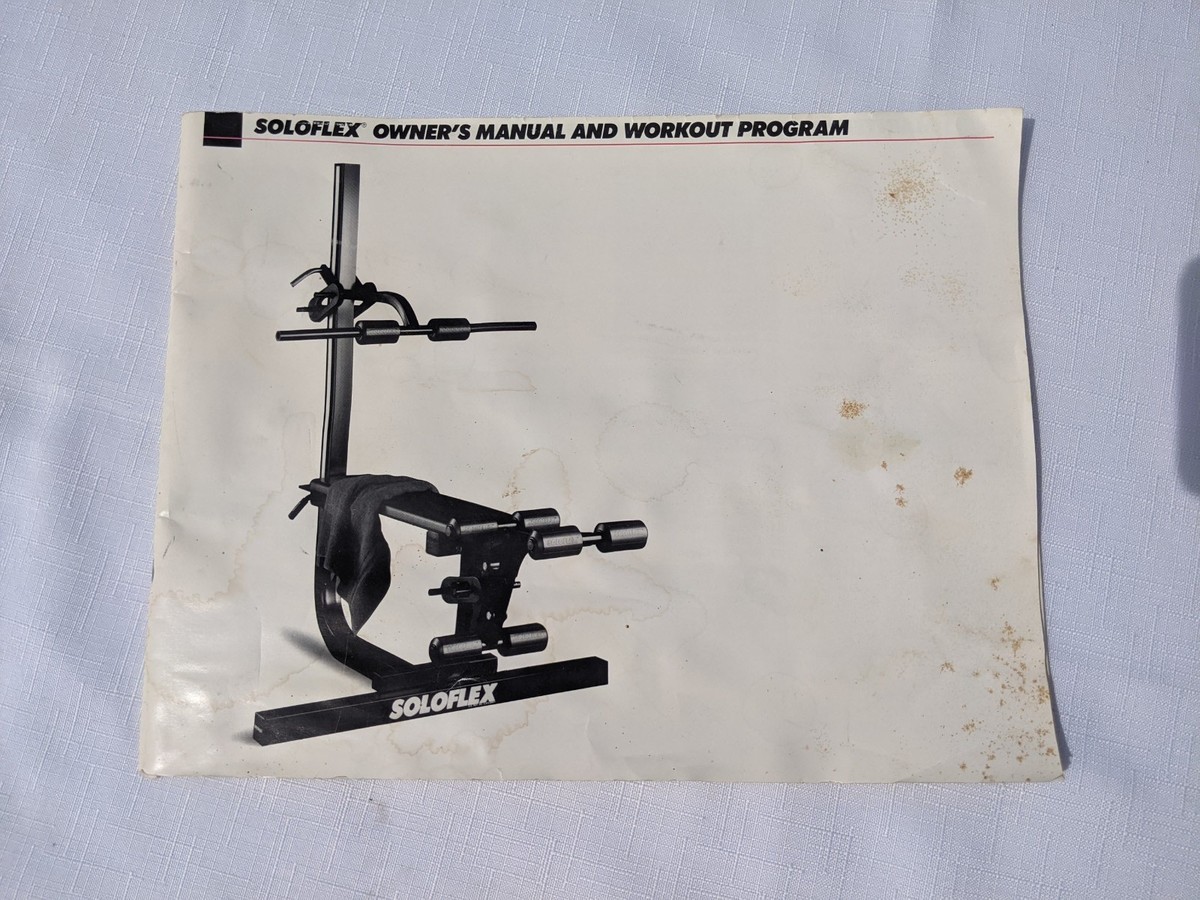 SOLOFLEX® OWNER'S MANUAL AND WORKOUT PROGRAM
SOLOFLEX